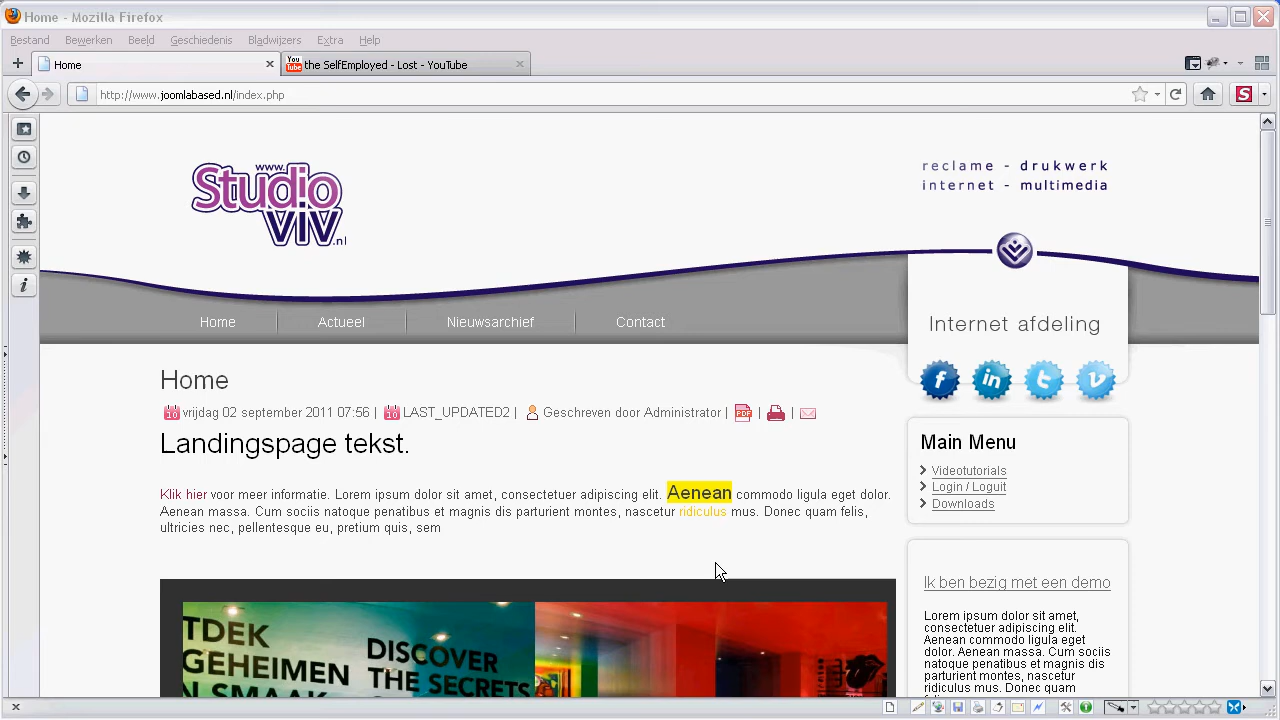 Home - Mozilla Firefox
Bestand Bewerken Beeld Geschiedenis Bladwijzers Extra Help
Home
You Tube the SelfEmployed - Lost - YouTube
http://www.joomlabased.nl/index.php
www.
Studio
VIV.nl
reclame - drukwerk
internet - multimedia
Home Actueel Nieuwsarchief Contact
Internet afdeling
Home
vrijdag 02 september 2011 07:56 | LAST_UPDATED2 | Geschreven door Administrator | PDF | |
Landingspage tekst.
Klik hier voor meer informatie. Lorem ipsum dolor sit amet, consectetuer adipiscing elit. Aenean commodo ligula eget dolor.
Aenean massa. Cum sociis natoque penatibus et magnis dis parturient montes, nascetur ridiculus mus. Donec quam felis,
ultricies nec, pellentesque eu, pretium quis, sem
TDEK
GEHEIMEN
N SMAAK
DISCOVER
THE SECRETS
Main Menu
Videotutorials
Login / Loguit
Downloads
Ik ben bezig met een demo
Lorem ipsum dolor sit amet,
consectetuer adipiscing elit.
Aenean commodo ligula eget
dolor. Aenean massa. Cum sociis
natoque penatibus et magnis dis
parturient montes, nascetur
ridiculus mus. Donec quam